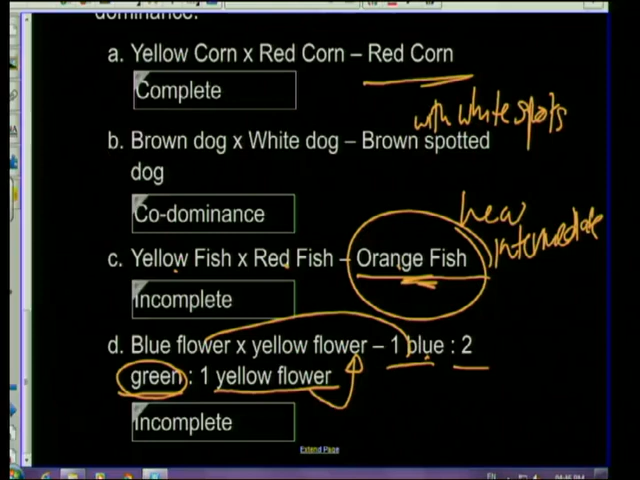 dominance.
a. Yellow Corn x Red Corn – Red Corn
Complete
with white spots
b. Brown dog x White dog – Brown spotted
dog
Co-dominance
new
intermediate
c. Yellow Fish x Red Fish – Orange Fish
Incomplete
d. Blue flower x yellow flower – 1 blue : 2
green : 1 yellow flower
Incomplete
Extend Page